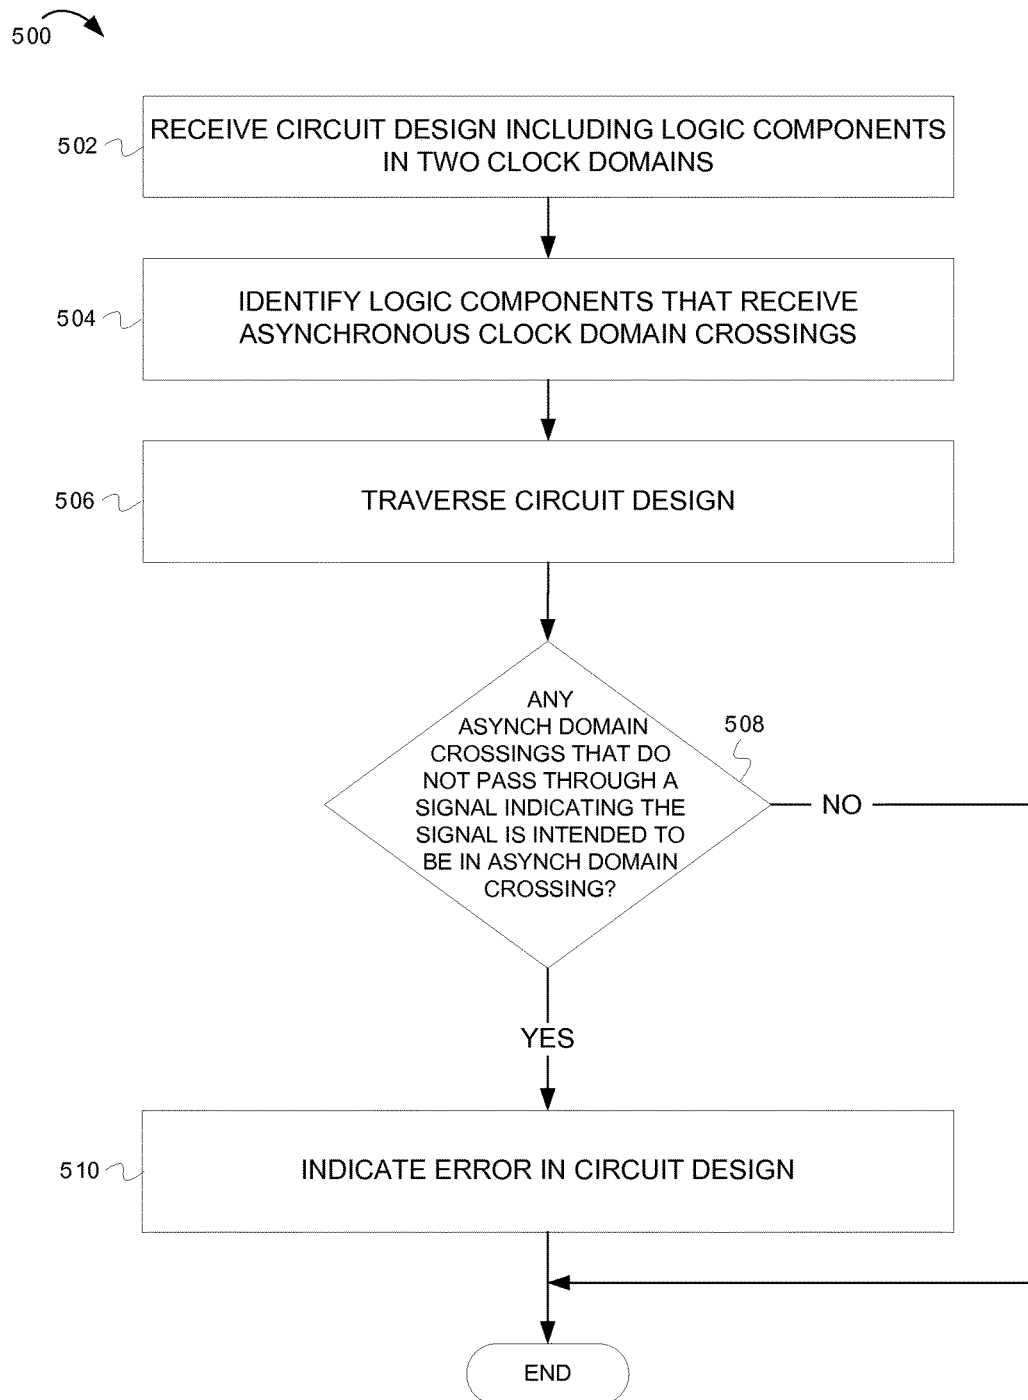 500
502
RECEIVE CIRCUIT DESIGN INCLUDING LOGIC COMPONENTS
IN TWO CLOCK DOMAINS
504
IDENTIFY LOGIC COMPONENTS THAT RECEIVE
ASYNCHRONOUS CLOCK DOMAIN CROSSINGS
506
TRAVERSE CIRCUIT DESIGN
508
ANY
ASYNCH DOMAIN
CROSSINGS THAT DO
NOT PASS THROUGH A
SIGNAL INDICATING THE
SIGNAL IS INTENDED TO
BE IN ASYNCH DOMAIN
CROSSING?
NO
YES
510
INDICATE ERROR IN CIRCUIT DESIGN
END